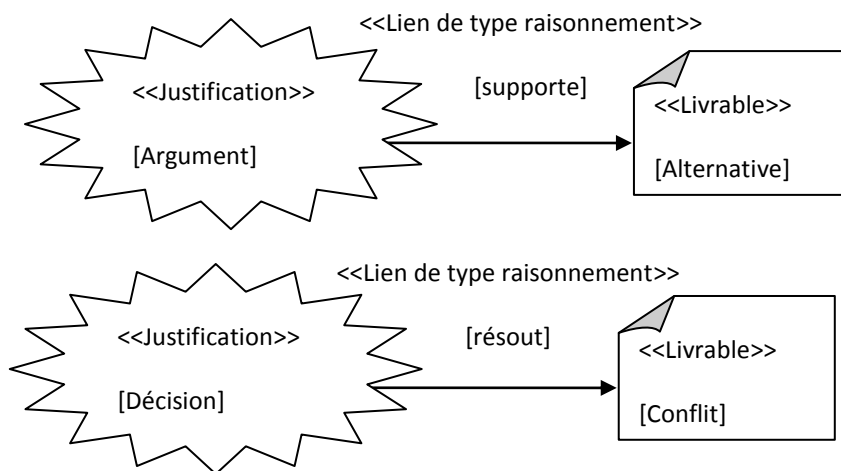 <<Lien de type raisonnement>>
<<Justification>>
[supporte]
<<Livrable>>
[Argument]
[Alternative]
<<Lien de type raisonnement>>
<<Justification>>
[résout]
<<Livrable>>
[Décision]
[Conflit]